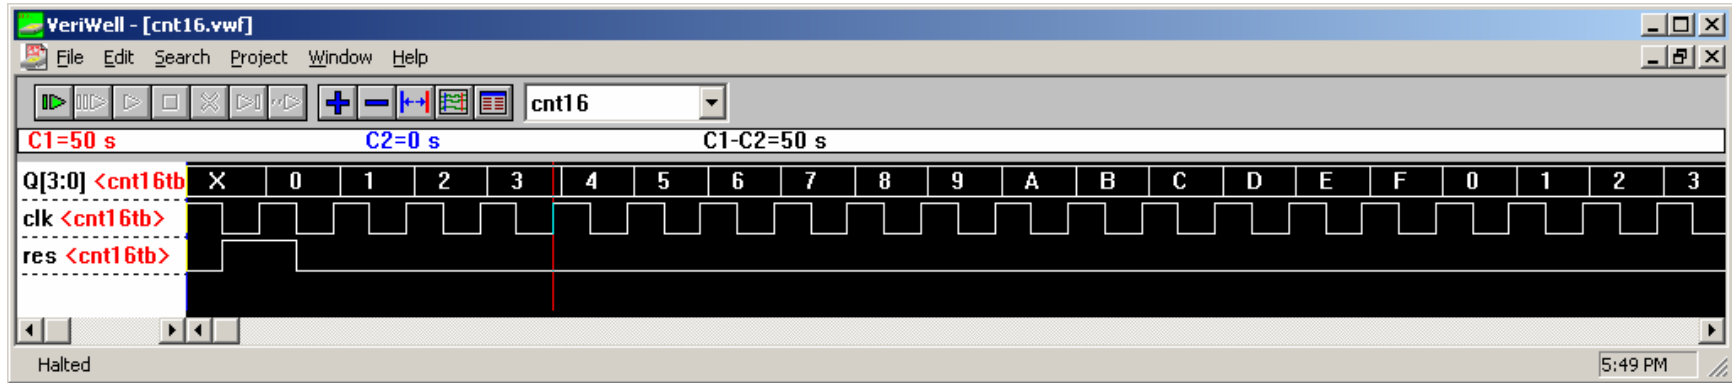 VeriWell - [cnt16.vwf]
File Edit Search Project Window Help
cnt16
C1=50 s C2=0 s C1-C2=50 s
Q[3:0] <cnt16tb X 0 1 2 3 4 5 6 7 8 9 A B C D E F 0 1 2 3
clk <cnt16tb>
res <cnt16tb>
Halted 5:49 PM